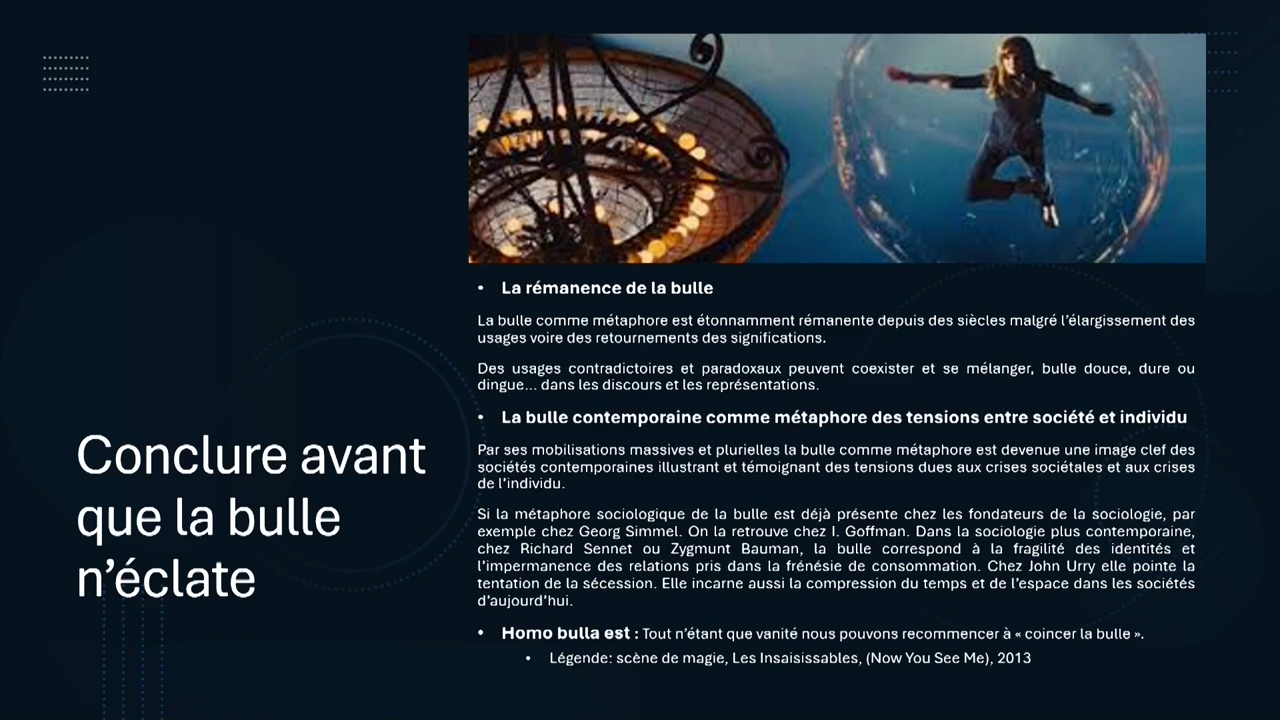 Conclure avant
que la bulle
n’éclate
• La rémanence de la bulle
La bulle comme métaphore est étonnamment rémanente depuis des siècles malgré l’élargissement des
usages voire des retournements des significations.
Des usages contradictoires et paradoxaux peuvent coexister et se mélanger, bulle douce, dure ou
dingue… dans les discours et les représentations.
• La bulle contemporaine comme métaphore des tensions entre société et individu
Par ses mobilisations massives et plurielles la bulle comme métaphore est devenue une image clef des
sociétés contemporaines illustrant et témoignant des tensions dues aux crises sociétales et aux crises
de l’individu.
Si la métaphore sociologique de la bulle est déjà présente chez les fondateurs de la sociologie, par
exemple chez Georg Simmel. On la retrouve chez I. Goffman. Dans la sociologie plus contemporaine,
chez Richard Sennet ou Zygmunt Bauman, la bulle correspond à la fragilité des identités et
l’impermanence des relations pris dans la frénésie de consommation. Chez John Urry elle pointe la
tentation de la sécession. Elle incarne aussi la compression du temps et de l’espace dans les sociétés
d’aujourd’hui.
• Homo bulla est : Tout n’étant que vanité nous pouvons recommencer à « coincer la bulle ».
• Légende: scène de magie, Les Insaisissables, (Now You See Me), 2013